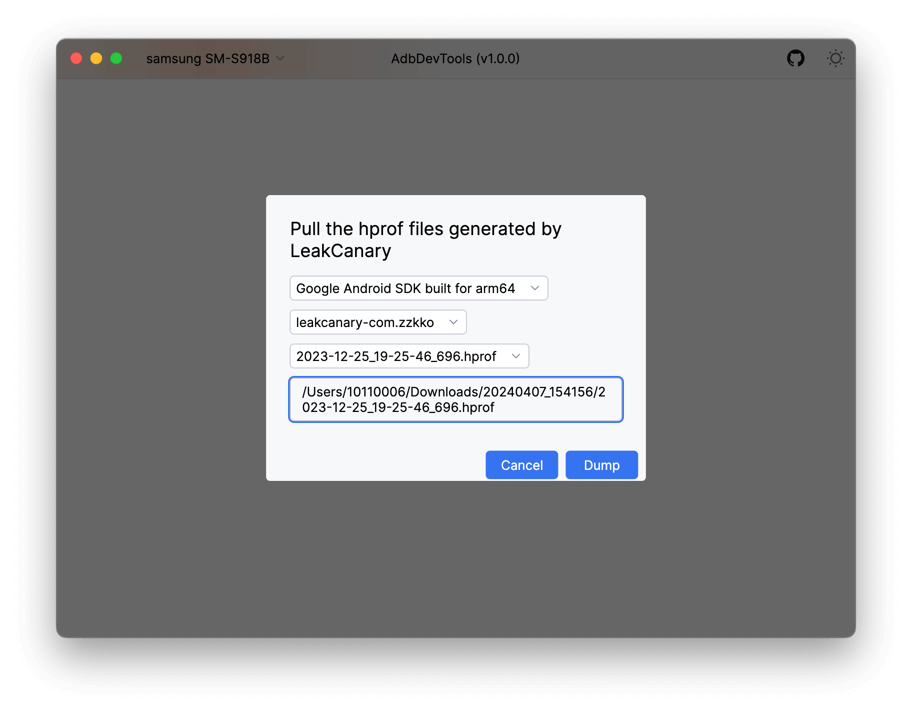 samsung SM-S918B
AdbDevTools (v1.0.0)
Pull the hprof files generated by
LeakCanary
Google Android SDK built for arm64
leakcanary-com.zzkko
2023-12-25_19-25-46_696.hprof
/Users/10110006/Downloads/20240407_154156/2
023-12-25_19-25-46_696.hprof
Cancel
Dump